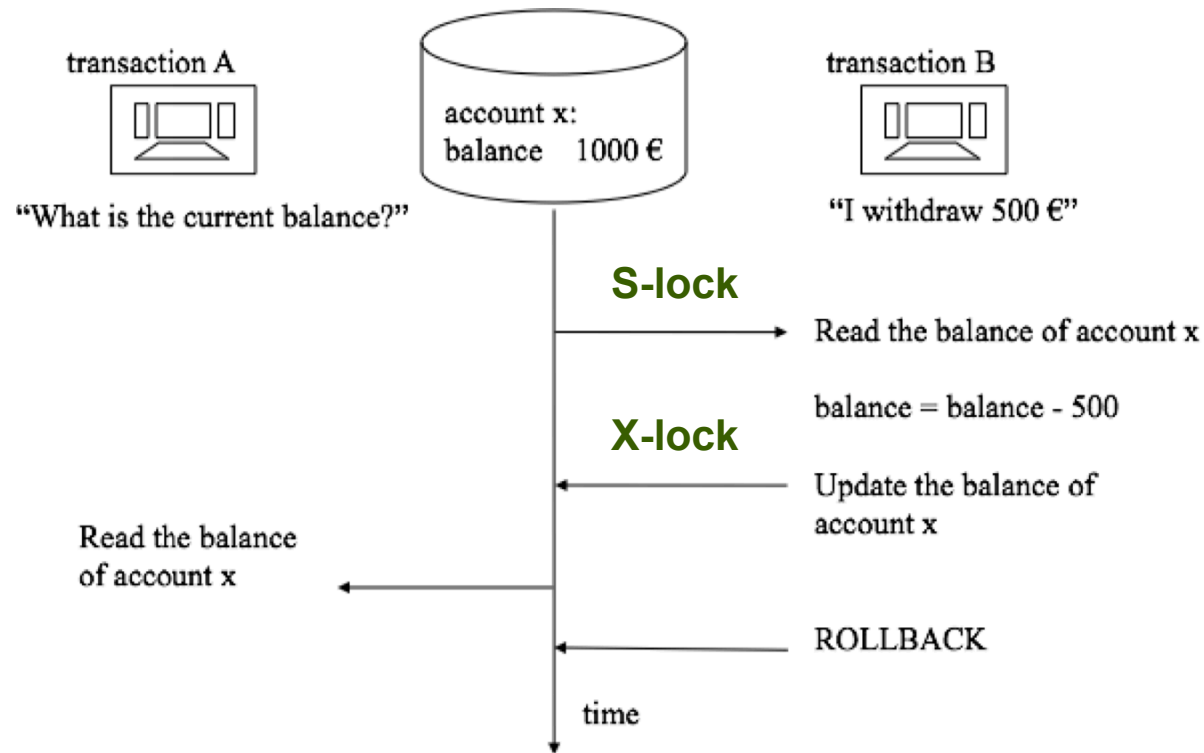 transaction A
account x:
balance 1000 €
transaction B
“What is the current balance?”
“I withdraw 500 €”
S-lock
Read the balance of account x
balance = balance - 500
X-lock
Update the balance of
account x
Read the balance
of account x
ROLLBACK
time